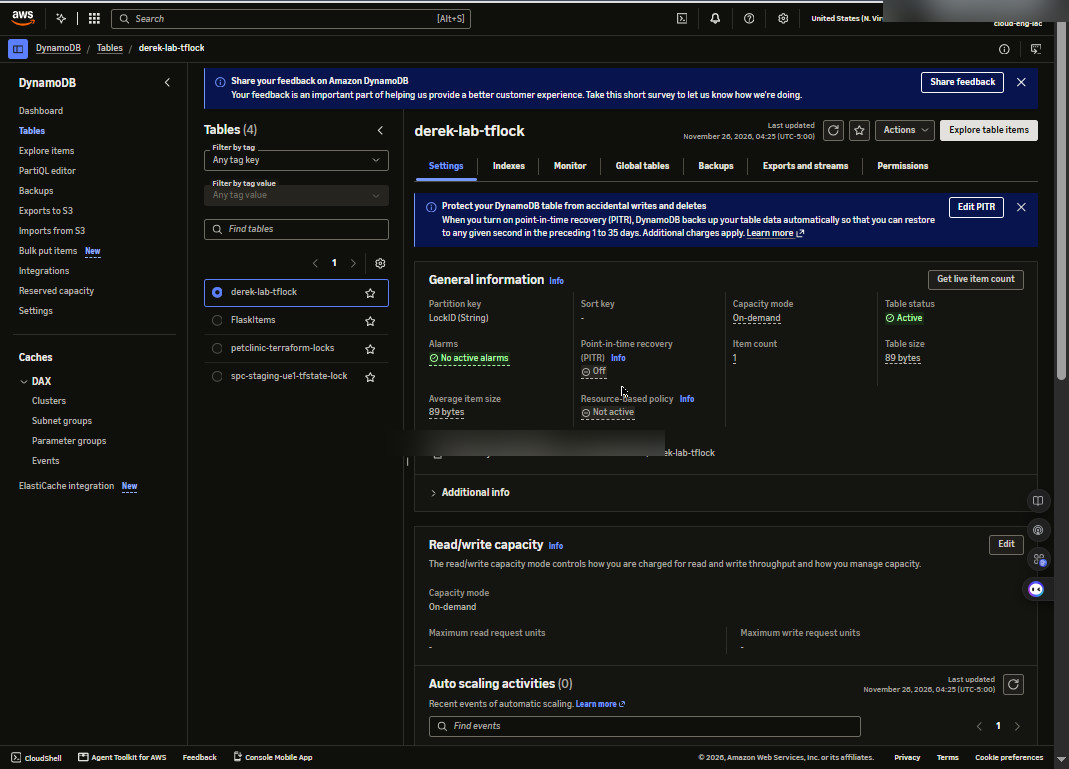 aws
Search [Alt+S]
United States (N. Vir
cloud-eng-lac
DynamoDB / Tables / derek-lab-tflock
DynamoDB
Dashboard
Tables
Explore items
PartiQL editor
Backups
Exports to S3
Imports from S3
Bulk put items New
Integrations
Reserved capacity
Settings
Caches
DAX
Clusters
Subnet groups
Parameter groups
Events
ElastiCache integration New
Share your feedback on Amazon DynamoDB
Your feedback is an important part of helping us provide a better customer experience. Take this short survey to let us know how we're doing.
Share feedback
Tables (4)
Filter by tag
Any tag key
Filter by tag value
Any tag value
Find tables
1
derek-lab-tflock
FlaskItems
petclinic-terraform-locks
spc-staging-ue1-tfstate-lock
derek-lab-tflock
Last updated
November 26, 2026, 04:25 (UTC-5:00)
Actions
Explore table items
Settings Indexes Monitor Global tables Backups Exports and streams Permissions
Protect your DynamoDB table from accidental writes and deletes
When you turn on point-in-time recovery (PITR), DynamoDB backs up your table data automatically so that you can restore
to any given second in the preceding 1 to 35 days. Additional charges apply. Learn more
Edit PITR
General information Info
Get live item count
Partition key
LockID (String)
Sort key
-
Capacity mode
On-demand
Table status
Active
Alarms
No active alarms
Point-in-time recovery
(PITR) Info
Off
Item count
1
Table size
89 bytes
Average item size
89 bytes
Resource-based policy Info
Not active
ek-lab-tflock
Additional info
Read/write capacity Info
Edit
The read/write capacity mode controls how you are charged for read and write throughput and how you manage capacity.
Capacity mode
On-demand
Maximum read request units
-
Maximum write request units
-
Auto scaling activities (0)
Recent events of automatic scaling. Learn more
Last updated
November 26, 2026, 04:25 (UTC-5:00)
Find events
1
CloudShell Agent Toolkit for AWS Feedback Console Mobile App
© 2026, Amazon Web Services, Inc. or its affiliates. Privacy Terms Cookie preferences